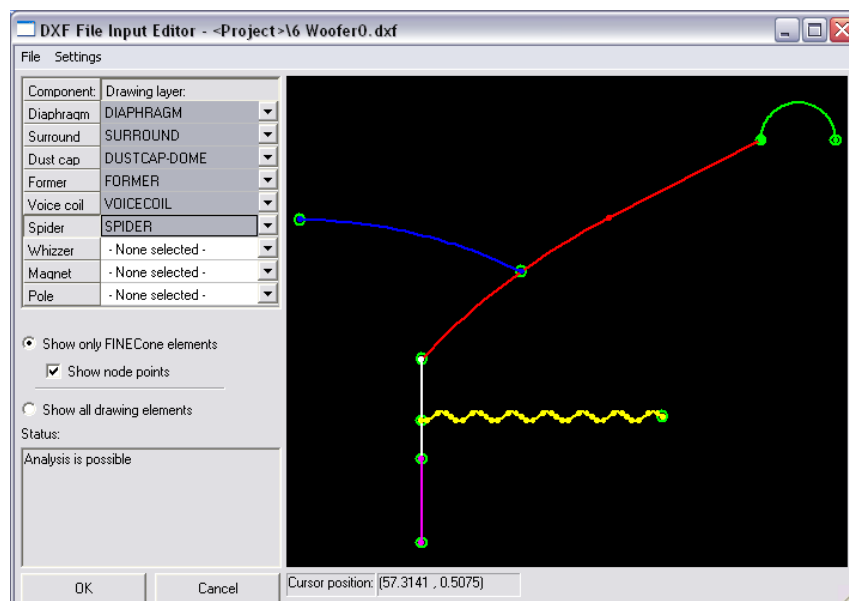 DXF File Input Editor - <Project>\6 Woofer0.dxf
File Settings
Component: Drawing layer:
Diaphragm DIAPHRAGM
Surround SURROUND
Dust cap DUSTCAP-DOME
Former FORMER
Voice coil VOICECOIL
Spider SPIDER
Whizzer - None selected -
Magnet - None selected -
Pole - None selected -
Show only FINECone elements
Show node points
Show all drawing elements
Status:
Analysis is possible
OK Cancel Cursor position: (57.3141 , 0.5075)